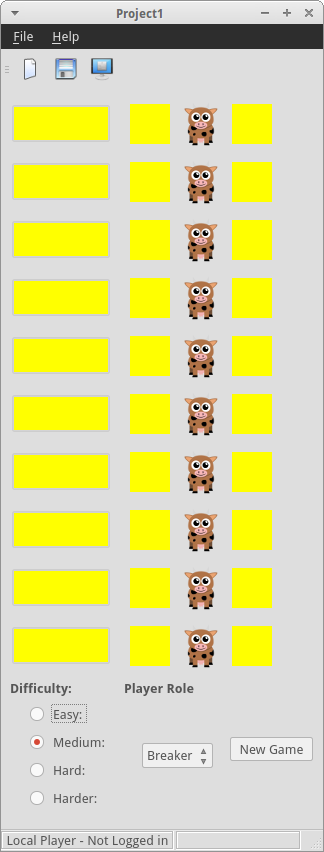 Project1
File Help
Difficulty: Player Role
Easy:
Medium:
Breaker New Game
Hard:
Harder:
Local Player - Not Logged in